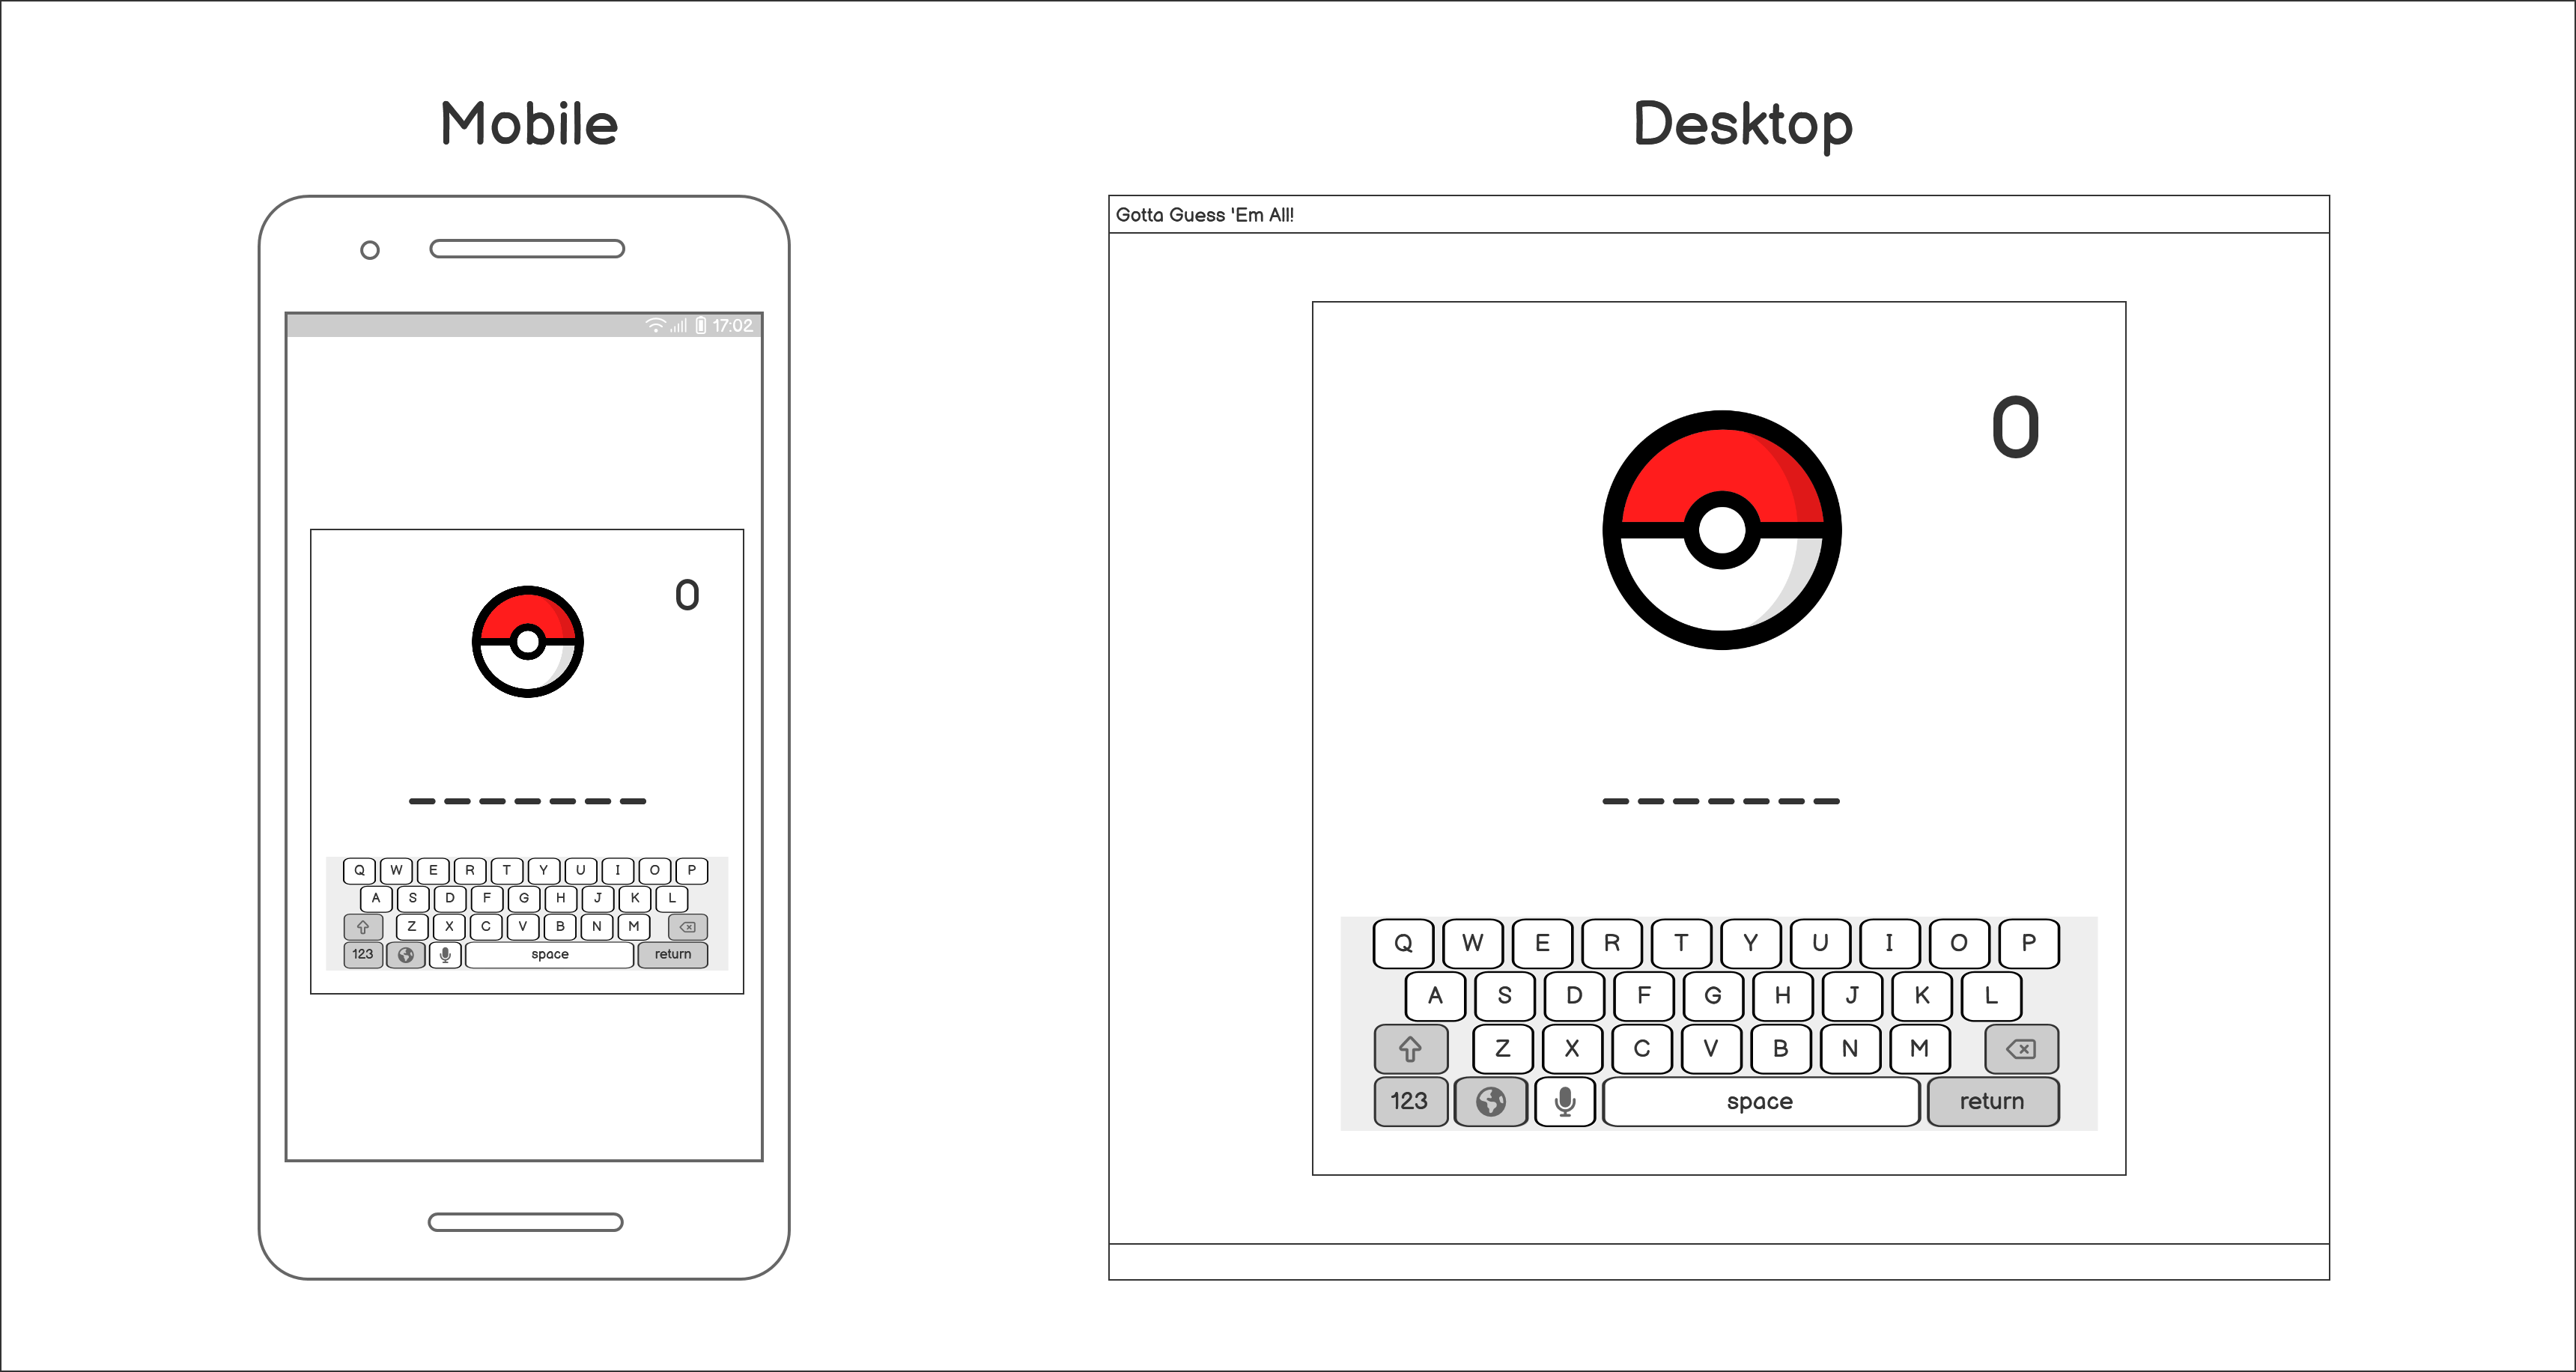 Mobile
17:02
0
Q W E R T Y U I O P
A S D F G H J K L
Z X C V B N M
123 space return
Desktop
Gotta Guess 'Em All!
0
Q W E R T Y U I O P
A S D F G H J K L
Z X C V B N M
123 space return